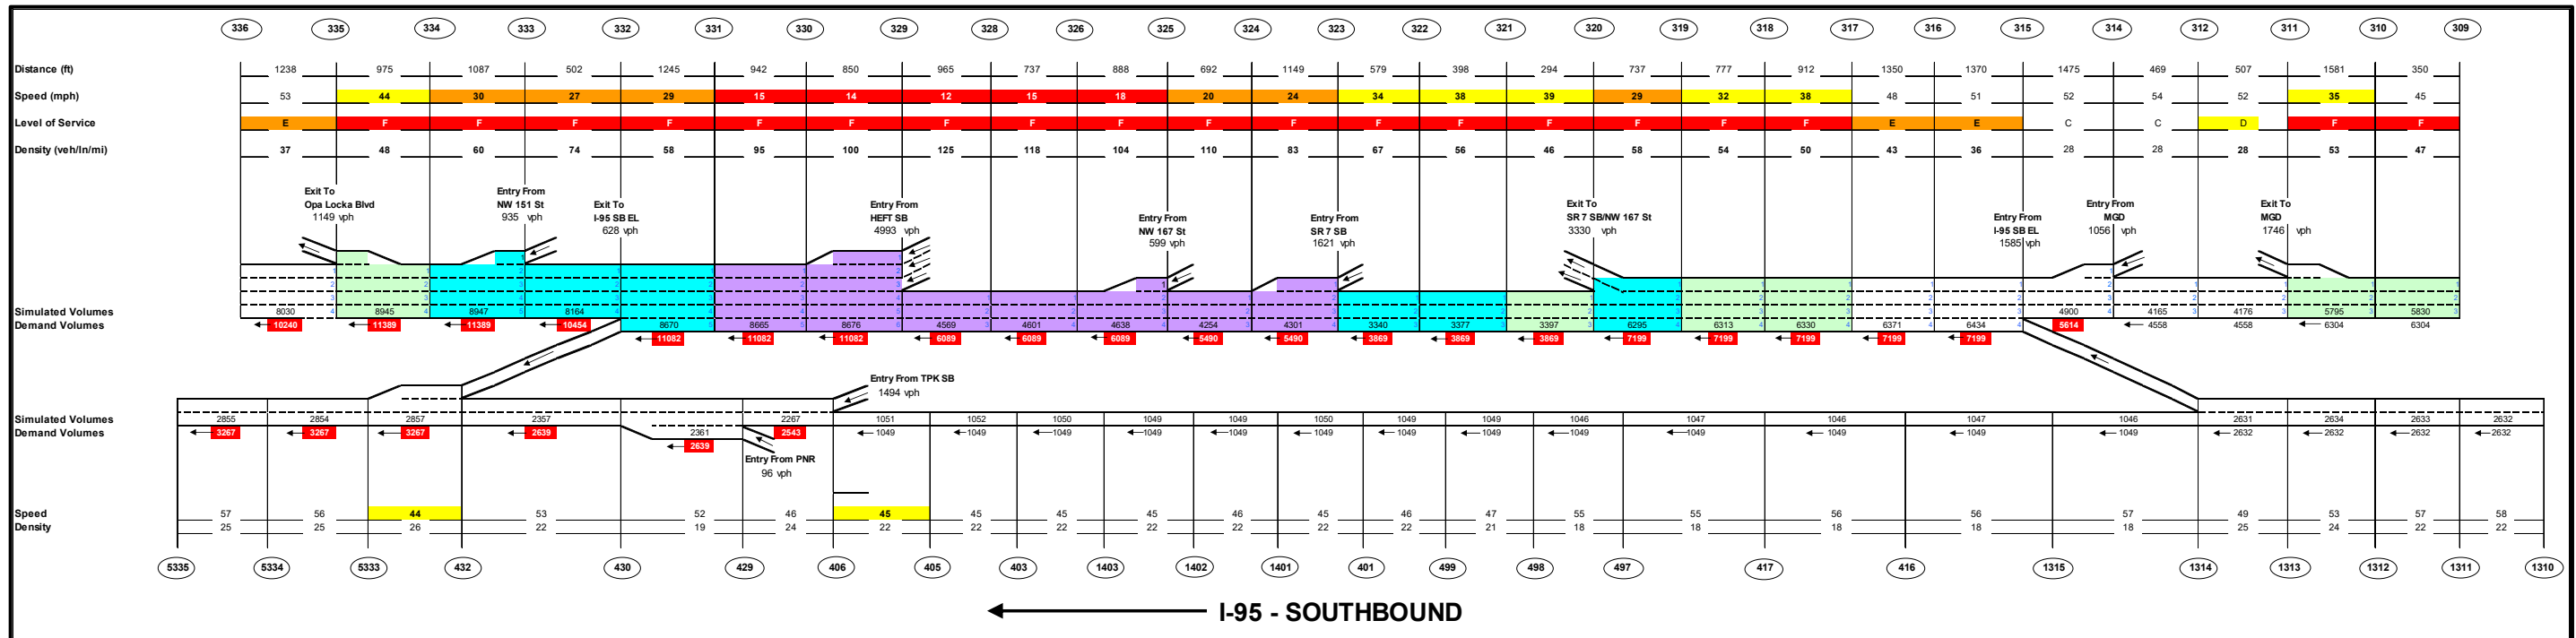 336 335 334 333 332 331 330 329 328 326 325 324 323 322 321 320 319 318 317 316 315 314 312 311 310 309
Distance (ft) 1238 975 1087 502 1245 942 850 965 737 888 692 1149 579 398 294 737 777 912 1350 1370 1475 469 507 1581 350
Speed (mph) 53 44 30 27 29 15 14 12 15 18 20 24 34 38 39 29 32 38 48 51 52 54 52 35 45
Level of Service E F F F F F F F F F F F F F F F F F E E C C D F F
Density (veh/ln/mi) 37 48 60 74 58 95 100 125 118 104 110 83 67 56 46 58 54 50 43 36 28 28 28 53 47
Exit To
Opa Locka Blvd
1149 vph
Entry From
NW 151 St
935 vph
Exit To
I-95 SB EL
628 vph
Entry From
HEFT SB
4993 vph
Entry From
NW 167 St
599 vph
Entry From
SR 7 SB
1621 vph
Exit To
SR 7 SB/NW 167 St
3330 vph
Entry From
I-95 SB EL
1585 vph
Entry From
MGD
1056 vph
Exit To
MGD
1746 vph
Simulated Volumes 8030 8945 8947 8164 8670 8665 8676 4569 4601 4638 4254 4301 3340 3377 3397 6295 6313 6330 6371 6434 4900 4165 4176 5795 5830
Demand Volumes 10240 11389 11389 10454 11082 11082 11082 6089 6089 6089 5490 5490 3869 3869 3869 7199 7199 7199 7199 7199 5614 4558 4558 6304 6304
Entry From TPK SB
1494 vph
Simulated Volumes 2855 2854 2857 2357 2361 2267 1051 1052 1050 1049 1049 1050 1049 1049 1046 1047 1046 1047 1046 2631 2634 2633 2632
Demand Volumes 3267 3267 3267 2639 2639 2543 1049 1049 1049 1049 1049 1049 1049 1049 1049 1049 1049 1049 1049 2632 2632 2632 2632
Entry From PNR
96 vph
Speed 57 56 44 53 52 46 45 45 45 45 46 45 46 47 55 55 56 56 57 49 53 57 58
Density 25 25 26 22 19 24 22 22 22 22 22 22 22 21 18 18 18 18 18 25 24 22 22
5335 5334 5333 432 430 429 406 405 403 1403 1402 1401 401 499 498 497 417 416 1315 1314 1313 1312 1311 1310
I-95 - SOUTHBOUND